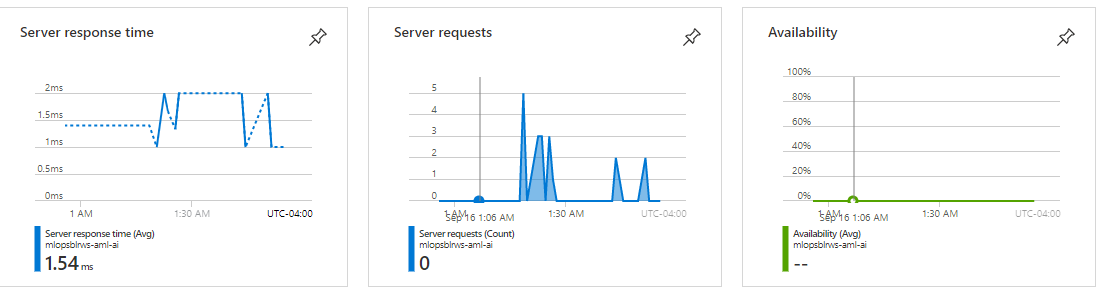 Server response time
2ms
1.5ms
1ms
0.5ms
0ms
1 AM
1:30 AM
UTC-04:00
Server response time (Avg)
mlopsblrws-aml-ai
1.54 ms
Server requests
5
4
3
2
1
0
1 AM
Sep 16 1:06 AM
1:30 AM
UTC-04:00
Server requests (Count)
mlopsblrws-aml-ai
0
Availability
100%
80%
60%
40%
20%
0%
1 AM
Sep 16 1:06 AM
1:30 AM
UTC-04:00
Availability (Avg)
mlopsblrws-aml-ai
--